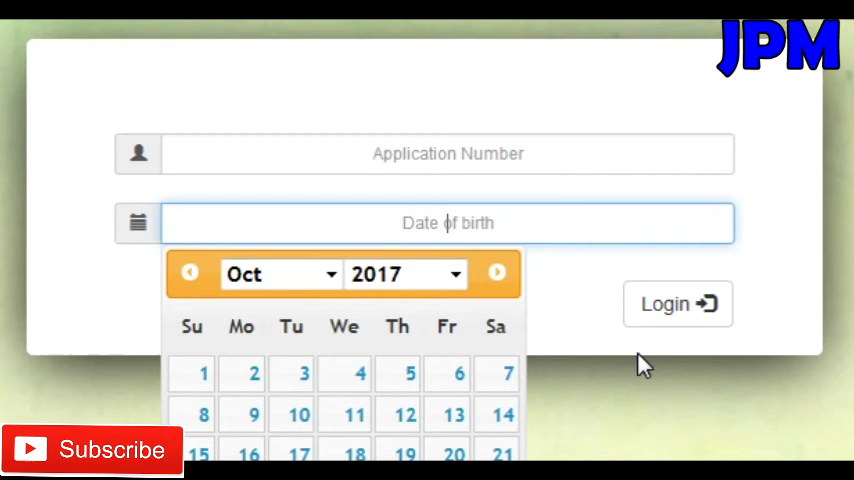 JPM
Application Number
Date of birth
Oct 2017
Login
Su Mo Tu We Th Fr Sa
1 2 3 4 5 6 7
8 9 10 11 12 13 14
15 16 17 18 19 20 21
Subscribe